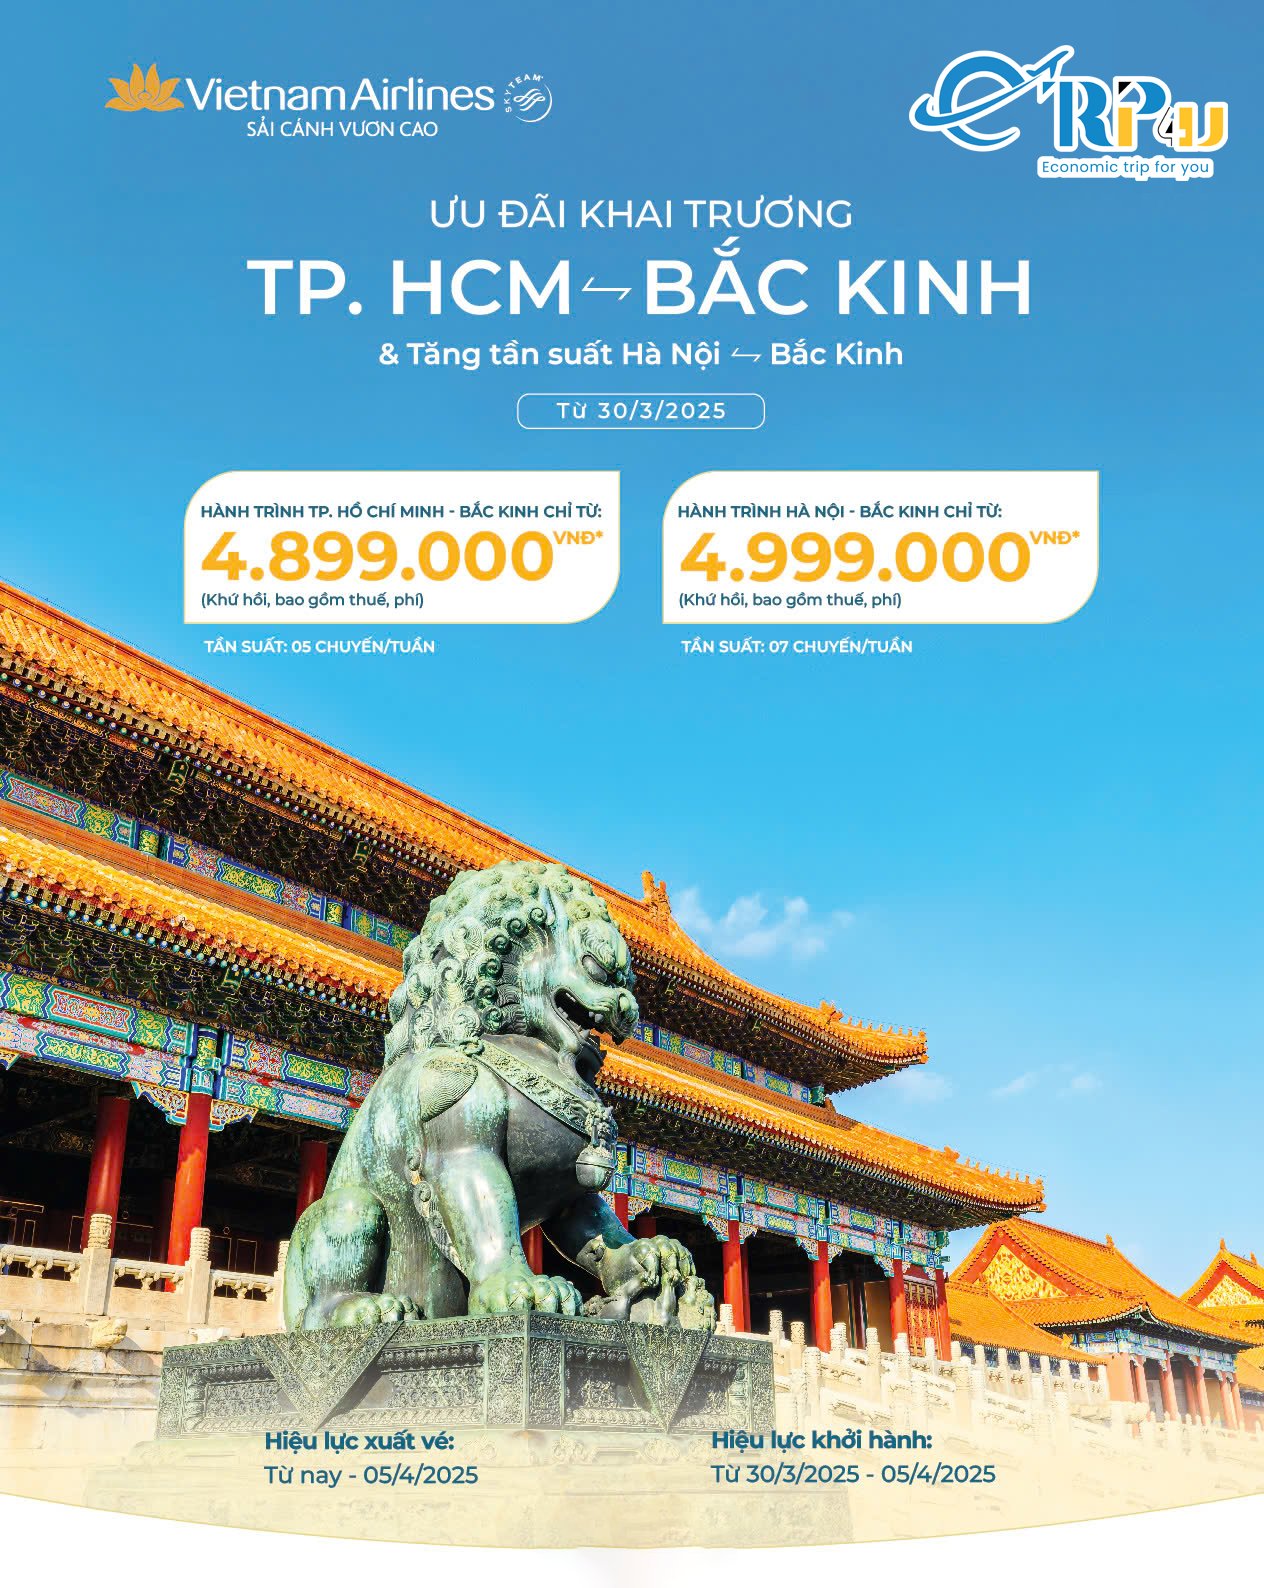 Vietnam Airlines
SKYTEAM
SẢI CÁNH VƯƠN CAO
eTRIP4U
Economic trip for you
ƯU ĐÃI KHAI TRƯƠNG
TP. HCM ⇌ BẮC KINH
& Tăng tần suất Hà Nội ⇌ Bắc Kinh
Từ 30/3/2025
HÀNH TRÌNH TP. HỒ CHÍ MINH - BẮC KINH CHỈ TỪ:
4.899.000 VNĐ*
(Khứ hồi, bao gồm thuế, phí)
TẦN SUẤT: 05 CHUYẾN/TUẦN
HÀNH TRÌNH HÀ NỘI - BẮC KINH CHỈ TỪ:
4.999.000 VNĐ*
(Khứ hồi, bao gồm thuế, phí)
TẦN SUẤT: 07 CHUYẾN/TUẦN
Hiệu lực xuất vé:
Từ nay - 05/4/2025
Hiệu lực khởi hành:
Từ 30/3/2025 - 05/4/2025